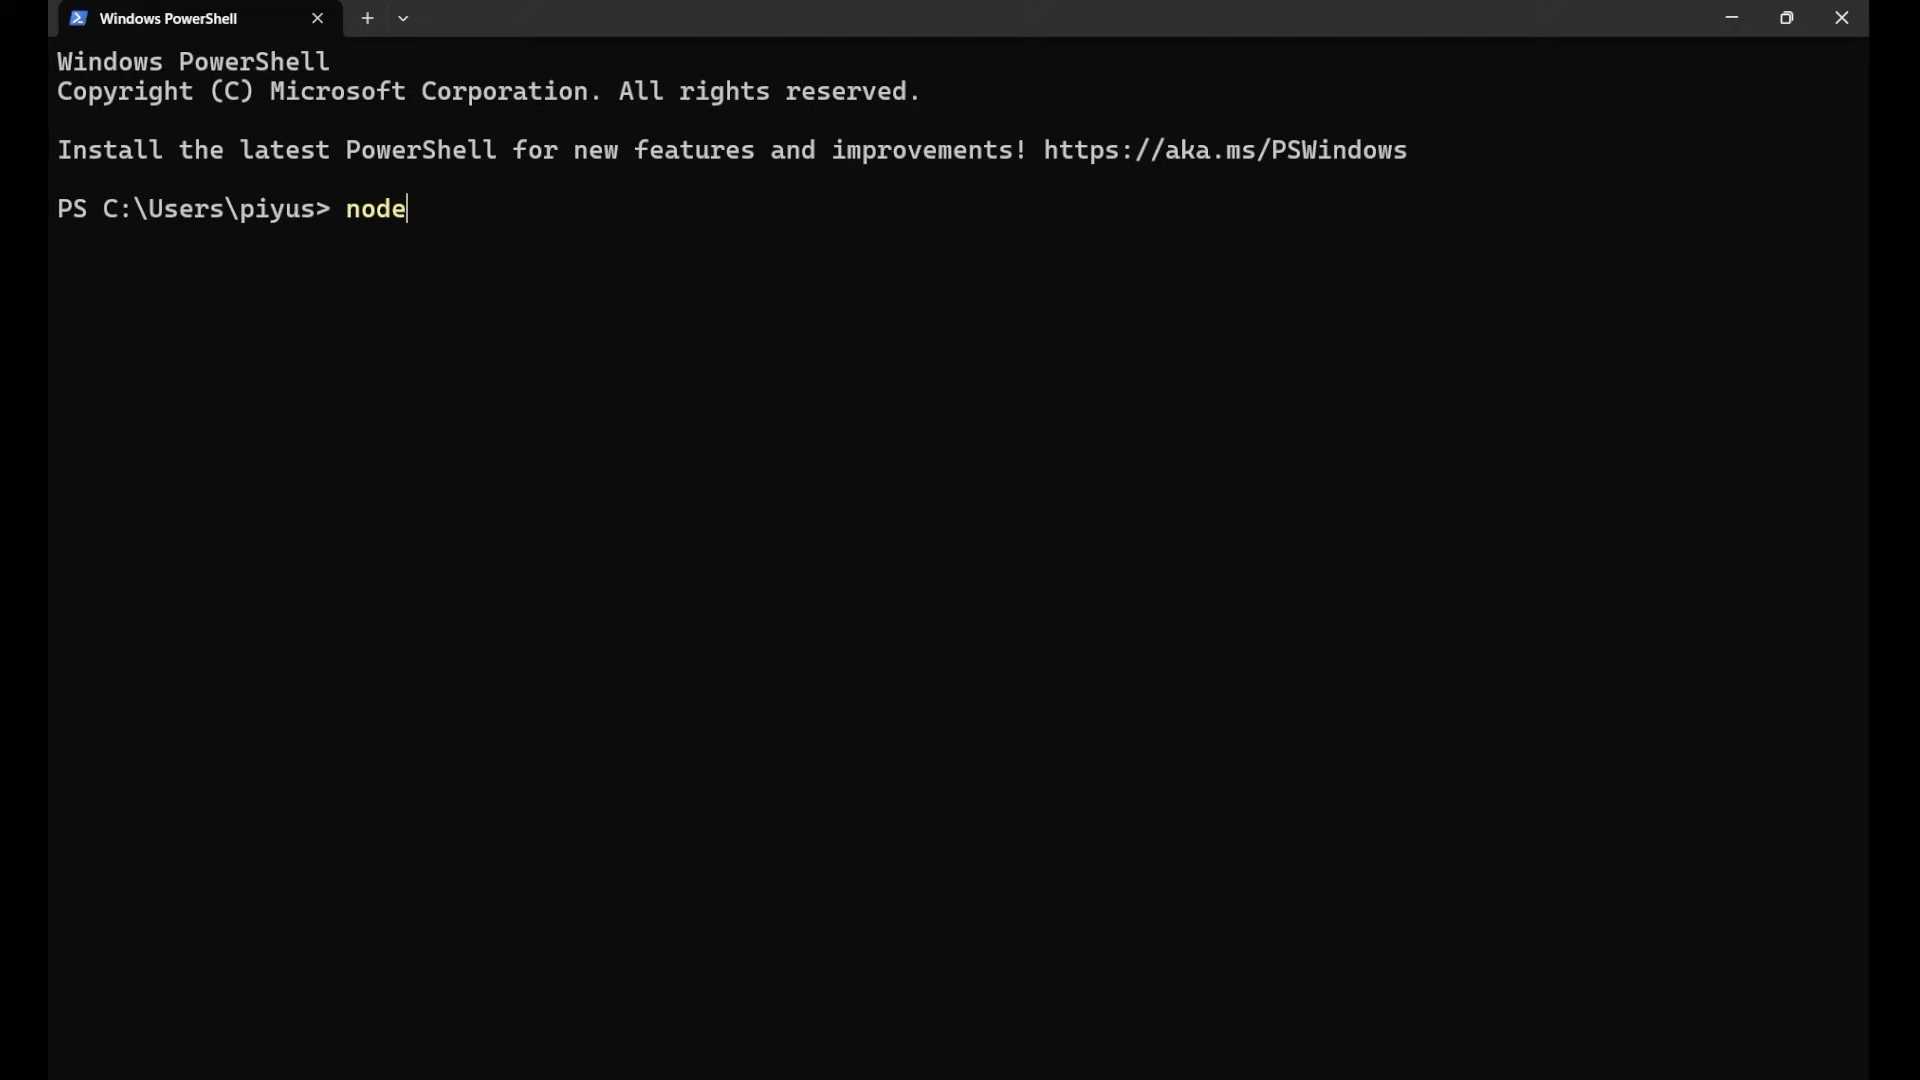 Windows PowerShell
Windows PowerShell
Copyright (C) Microsoft Corporation. All rights reserved.
Install the latest PowerShell for new features and improvements! https://aka.ms/PSWindows
PS C:\Users\piyus> node